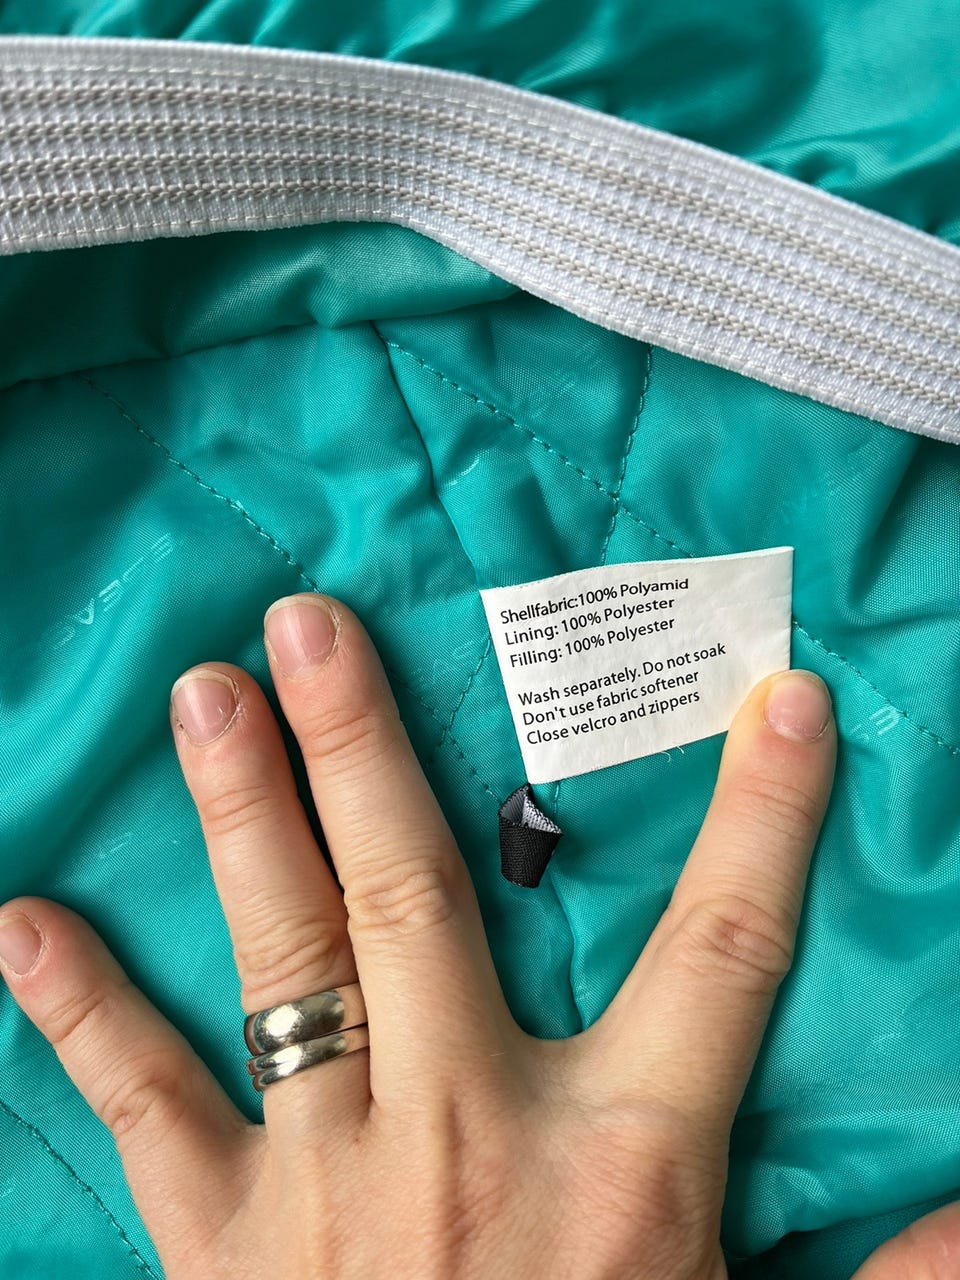 Shellfabric:100% Polyamid
Lining: 100% Polyester
Filling: 100% Polyester
Wash separately. Do not soak
Don't use fabric softener
Close velcro and zippers